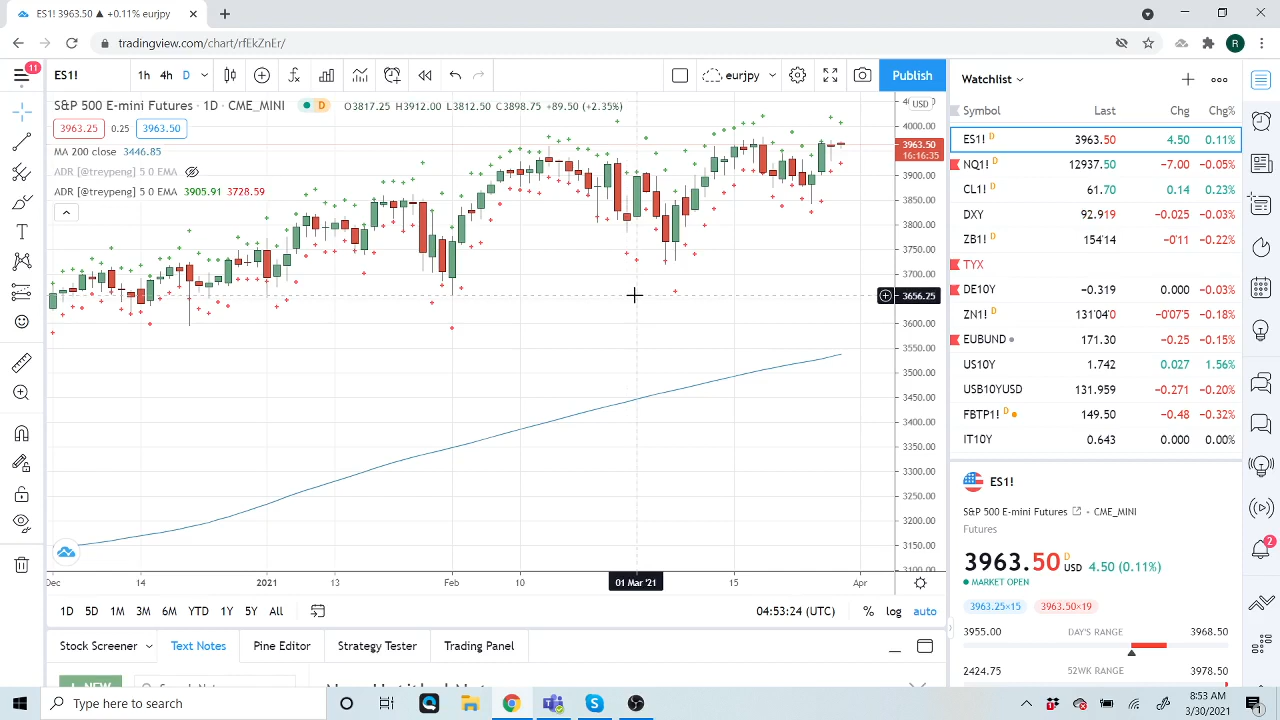 ES1! 3963.50 ▲ +0.11% eurjpy
tradingview.com/chart/rfEkZnEr/
R
11
ES1! 1h 4h D eurjpy Publish
S&P 500 E-mini Futures · 1D · CME_MINI D O3817.25 H3912.00 L3812.50 C3898.75 +89.50 (+2.35%)
3963.25 0.25 3963.50
MA 200 close 3446.85
ADR [@treypeng] 5 0 EMA
ADR [@treypeng] 5 0 EMA 3905.91 3728.59
USD
4000.00
3963.50
16:16:35
3900.00
3850.00
3800.00
3750.00
3700.00
3656.25
3600.00
3550.00
3500.00
3450.00
3400.00
3350.00
3300.00
3250.00
3200.00
3150.00
3100.00
Dec 14 2021 13 Feb 10 01 Mar '21 15 Apr
1D 5D 1M 3M 6M YTD 1Y 5Y All 04:53:24 (UTC) % log auto
Stock Screener Text Notes Pine Editor Strategy Tester Trading Panel
Watchlist
Symbol Last Chg Chg%
ES1! D 3963.50 4.50 0.11%
NQ1! D 12937.50 −7.00 −0.05%
CL1! D 61.70 0.14 0.23%
DXY 92.919 −0.025 −0.03%
ZB1! D 154'14 −0'11 −0.22%
TYX
DE10Y −0.319 0.000 −0.03%
ZN1! D 131'04'0 −0'07'5 −0.18%
EUBUND 171.30 −0.25 −0.15%
US10Y 1.742 0.027 1.56%
USB10YUSD 131.959 −0.271 −0.20%
FBTP1! D 149.50 −0.48 −0.32%
IT10Y 0.643 0.000 0.00%
ES1!
S&P 500 E-mini Futures · CME_MINI
Futures
3963.50 D USD 4.50 (0.11%)
MARKET OPEN
3963.25×15 3963.50×19
3955.00 DAY'S RANGE 3968.50
2424.75 52WK RANGE 3978.50
2
Type here to search
8:53 AM
3/30/2021
1